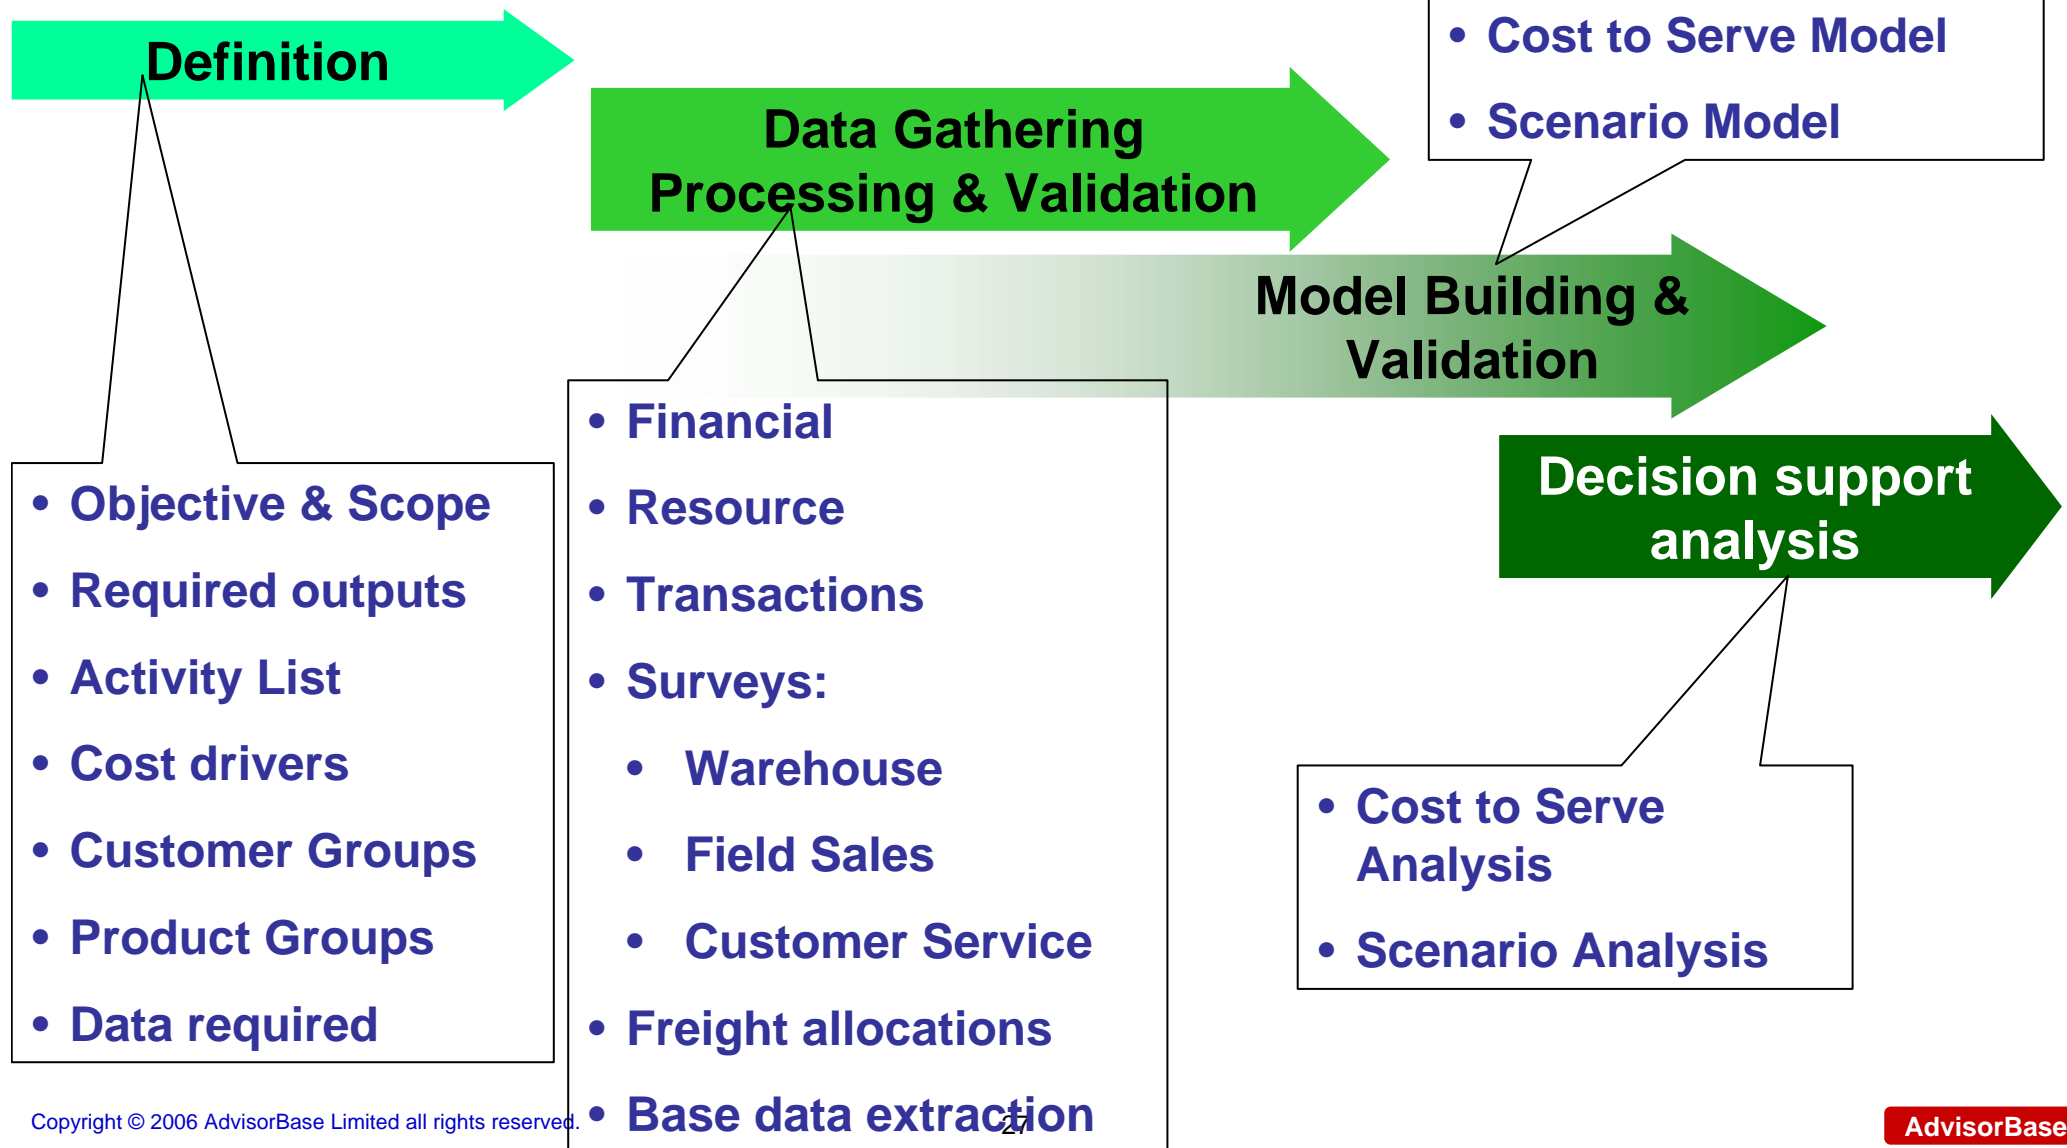 Definition
Data Gathering
Processing & Validation
• Cost to Serve Model
• Scenario Model
Model Building &
Validation
Decision support
analysis
• Objective & Scope
• Required outputs
• Activity List
• Cost drivers
• Customer Groups
• Product Groups
• Data required
• Financial
• Resource
• Transactions
• Surveys:
• Warehouse
• Field Sales
• Customer Service
• Freight allocations
• Base data extraction
• Cost to Serve
Analysis
• Scenario Analysis
Copyright © 2006 AdvisorBase Limited all rights reserved.
27
AdvisorBase